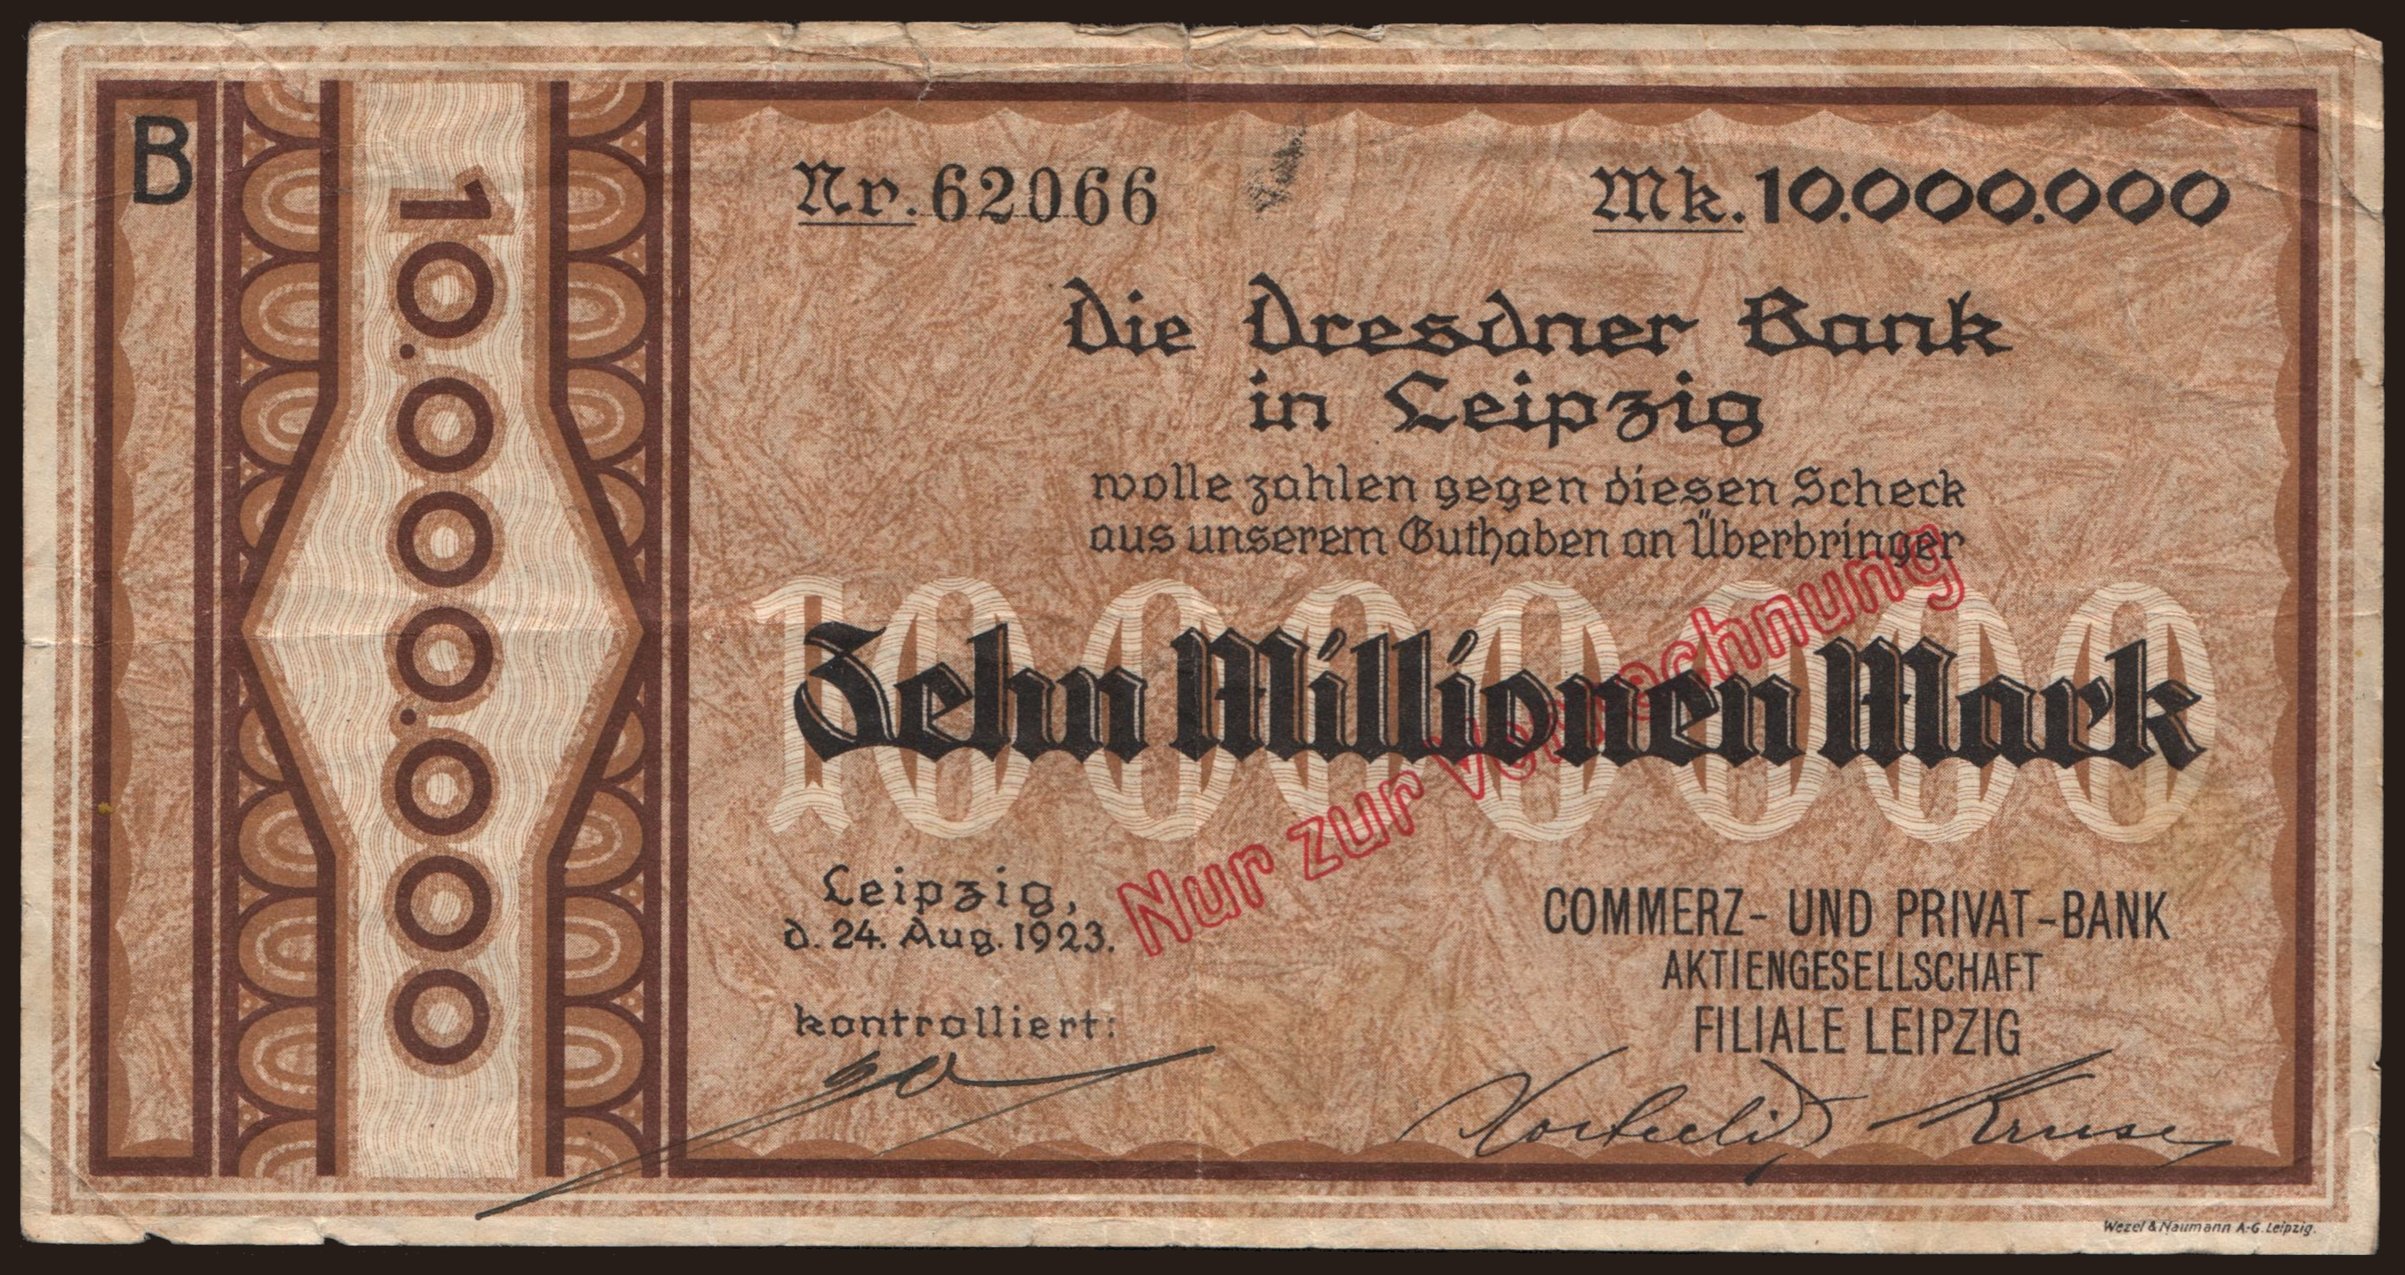 B
10.000.000
Nr. 62066
Mk. 10.000.000
Die Dresdner Bank
in Leipzig
wolle zahlen gegen diesen Scheck
aus unserem Guthaben an Überbringer
10000000
Zehn Millionen Mark
Nur zur Verrechnung
Leipzig,
d. 24. Aug. 1923.
kontrolliert:
COMMERZ- UND PRIVAT-BANK
AKTIENGESELLSCHAFT
FILIALE LEIPZIG
Kruse
Wezel & Naumann A-G. Leipzig.